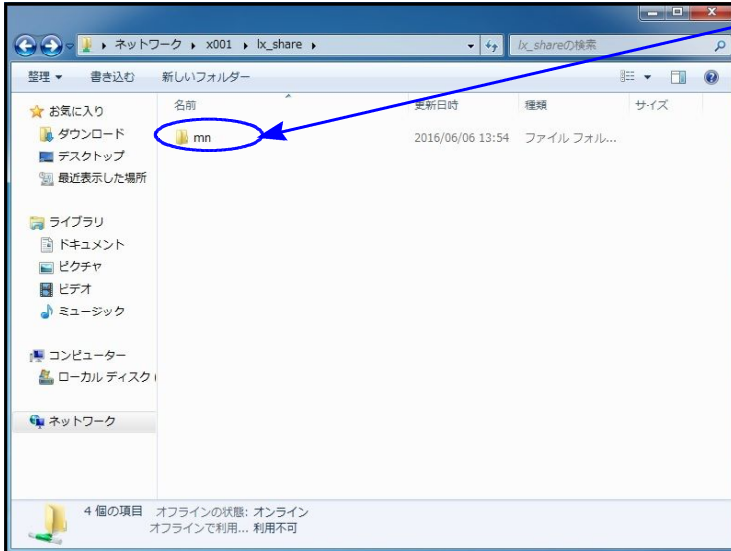 ネットワーク ▸ x001 ▸ lx_share ▸
lx_shareの検索
整理 ▼ 書き込む 新しいフォルダー
お気に入り
ダウンロード
デスクトップ
最近表示した場所
ライブラリ
ドキュメント
ピクチャ
ビデオ
ミュージック
コンピューター
ローカル ディスク (
ネットワーク
名前 更新日時 種類 サイズ
mn 2016/06/06 13:54 ファイル フォル...
4 個の項目 オフラインの状態: オンライン
オフラインで利用... 利用不可